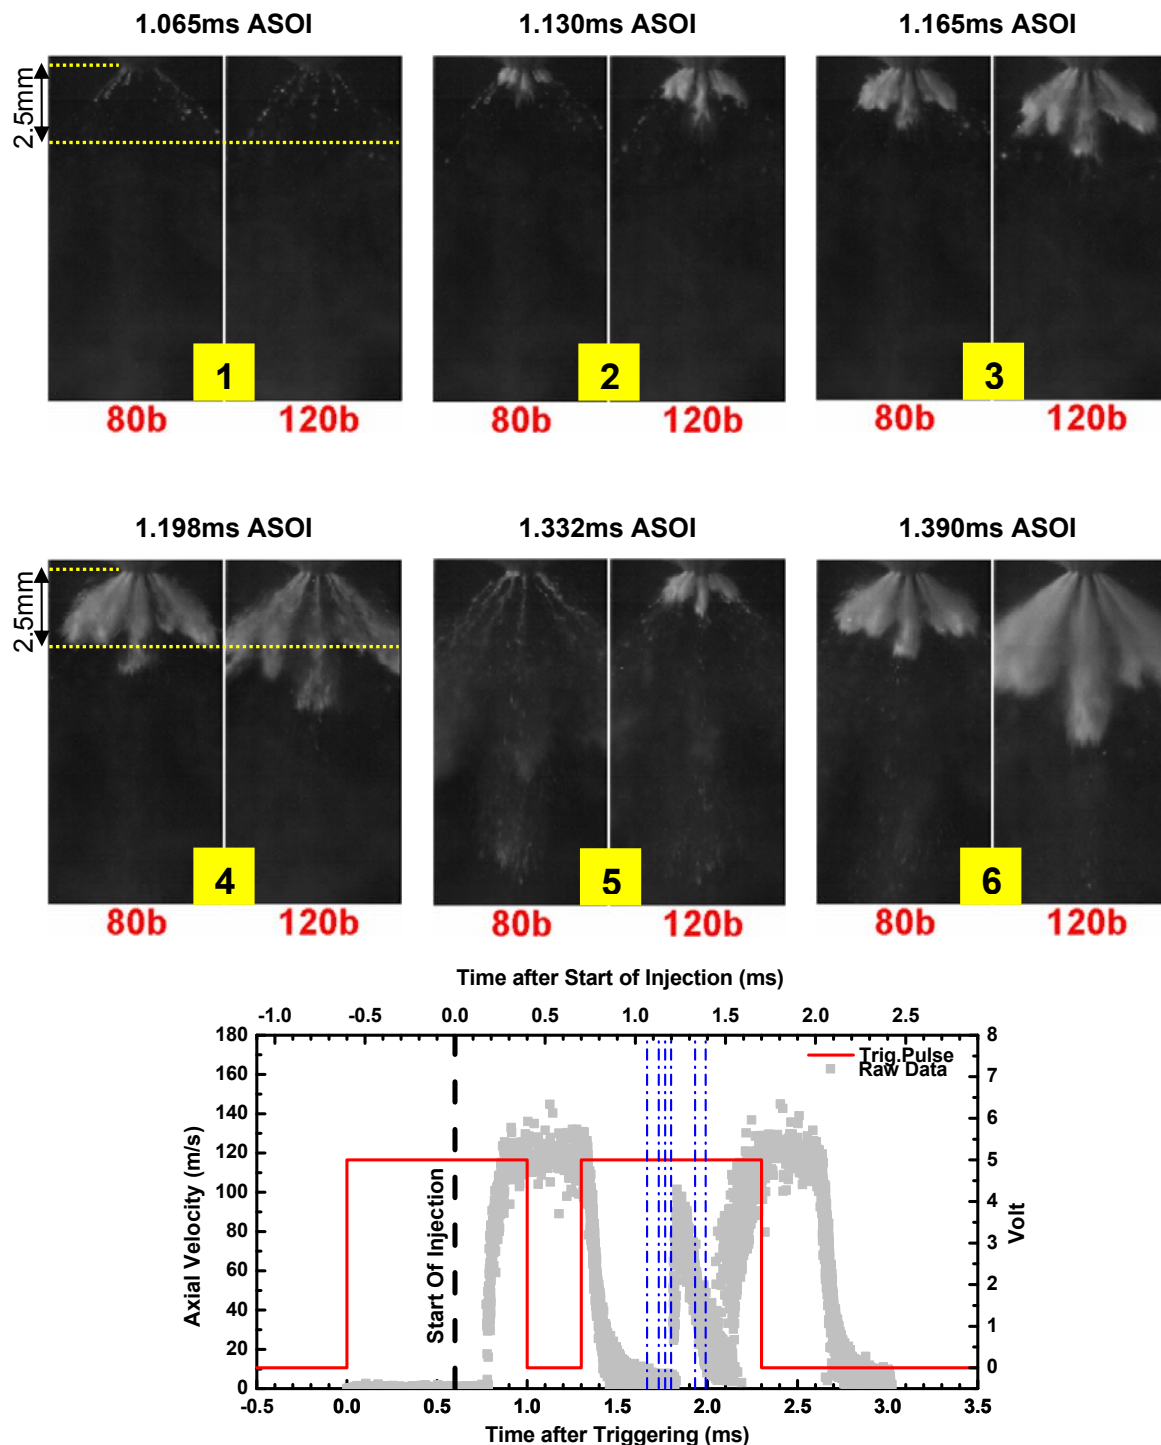 1.065ms ASOI 1.130ms ASOI 1.165ms ASOI
2.5mm
1 2 3
80b 120b 80b 120b 80b 120b
1.198ms ASOI 1.332ms ASOI 1.390ms ASOI
2.5mm
4 5 6
80b 120b 80b 120b 80b 120b
Time after Start of Injection (ms)
-1.0 -0.5 0.0 0.5 1.0 1.5 2.0 2.5
180 160 140 120 100 80 60 40 20 0
Axial Velocity (m/s)
Start Of Injection
Trig.Pulse
Raw Data
8 7 6 5 4 3 2 1 0
Volt
-0.5 0.0 0.5 1.0 1.5 2.0 2.5 3.0 3.5
Time after Triggering (ms)